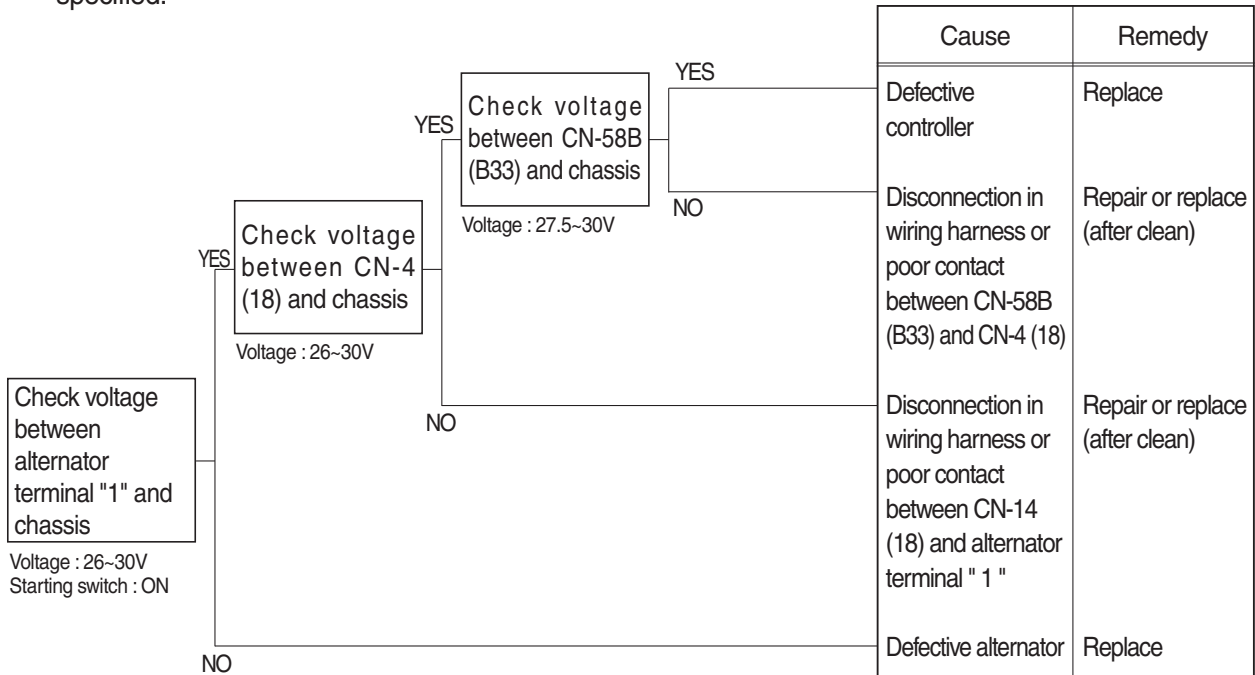 specified.
Cause
Remedy
YES
Check voltage
between CN-58B
(B33) and chassis
YES
Voltage : 27.5~30V
NO
Defective
controller
Replace
Disconnection in
wiring harness or
poor contact
between CN-58B
(B33) and CN-4 (18)
Repair or replace
(after clean)
Check voltage
between CN-4
(18) and chassis
YES
Voltage : 26~30V
NO
Disconnection in
wiring harness or
poor contact
between CN-14
(18) and alternator
terminal " 1 "
Repair or replace
(after clean)
Check voltage
between
alternator
terminal "1" and
chassis
Voltage : 26~30V
Starting switch : ON
NO
Defective alternator
Replace